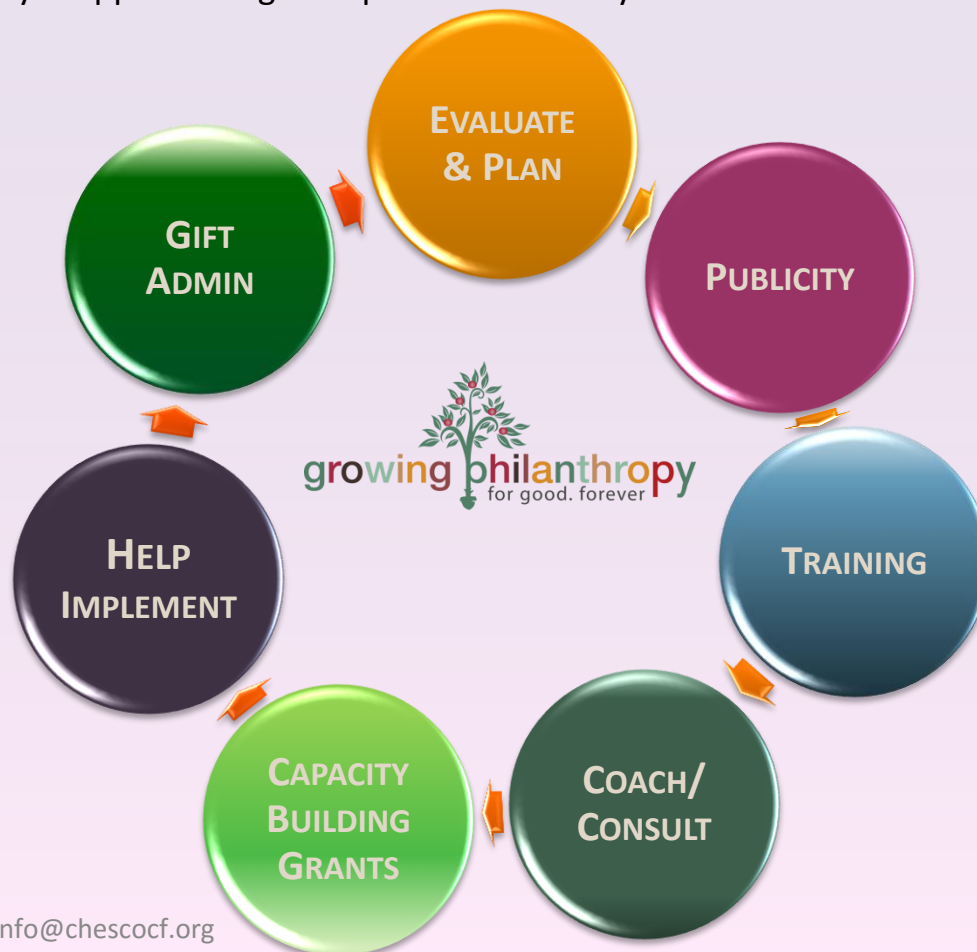 EVALUATE
& PLAN
PUBLICITY
TRAINING
COACH/
CONSULT
CAPACITY
BUILDING
GRANTS
HELP
IMPLEMENT
GIFT
ADMIN
growing philanthropy
for good. forever
nfo@chescocf.org